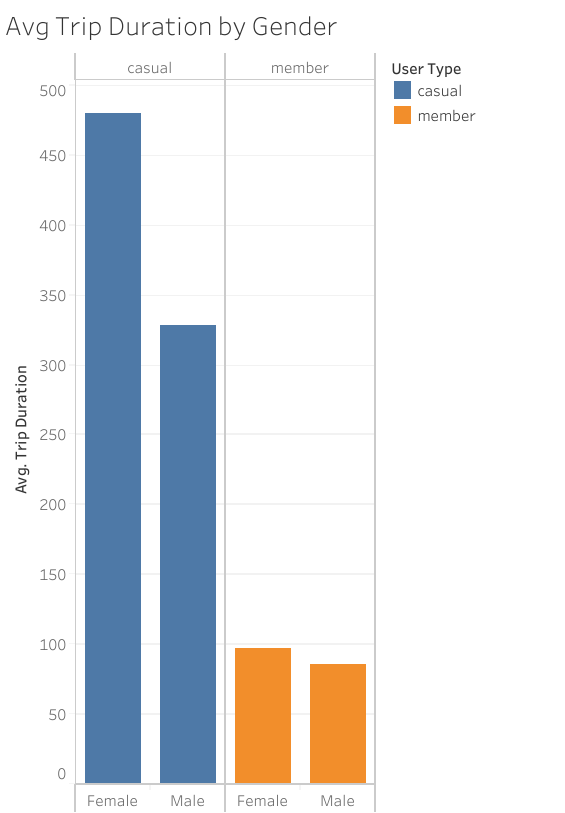 Avg Trip Duration by Gender
casual
member
User Type
casual
member
500
450
400
350
300
250
200
150
100
50
0
Avg. Trip Duration
Female
Male
Female
Male